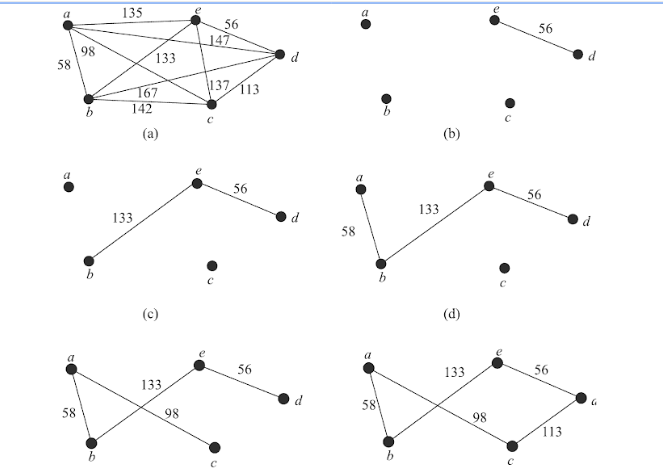 a 135 e 56
147
98 133
58 d
137 113
167
b 142 c
(a)
a e 56
d
b c
(b)
a e 56
133 d
b c
(c)
a e 56
133
58 d
b c
(d)
a e 56
133
58 98 d
b c
a e 56
133
58 98 113
b c